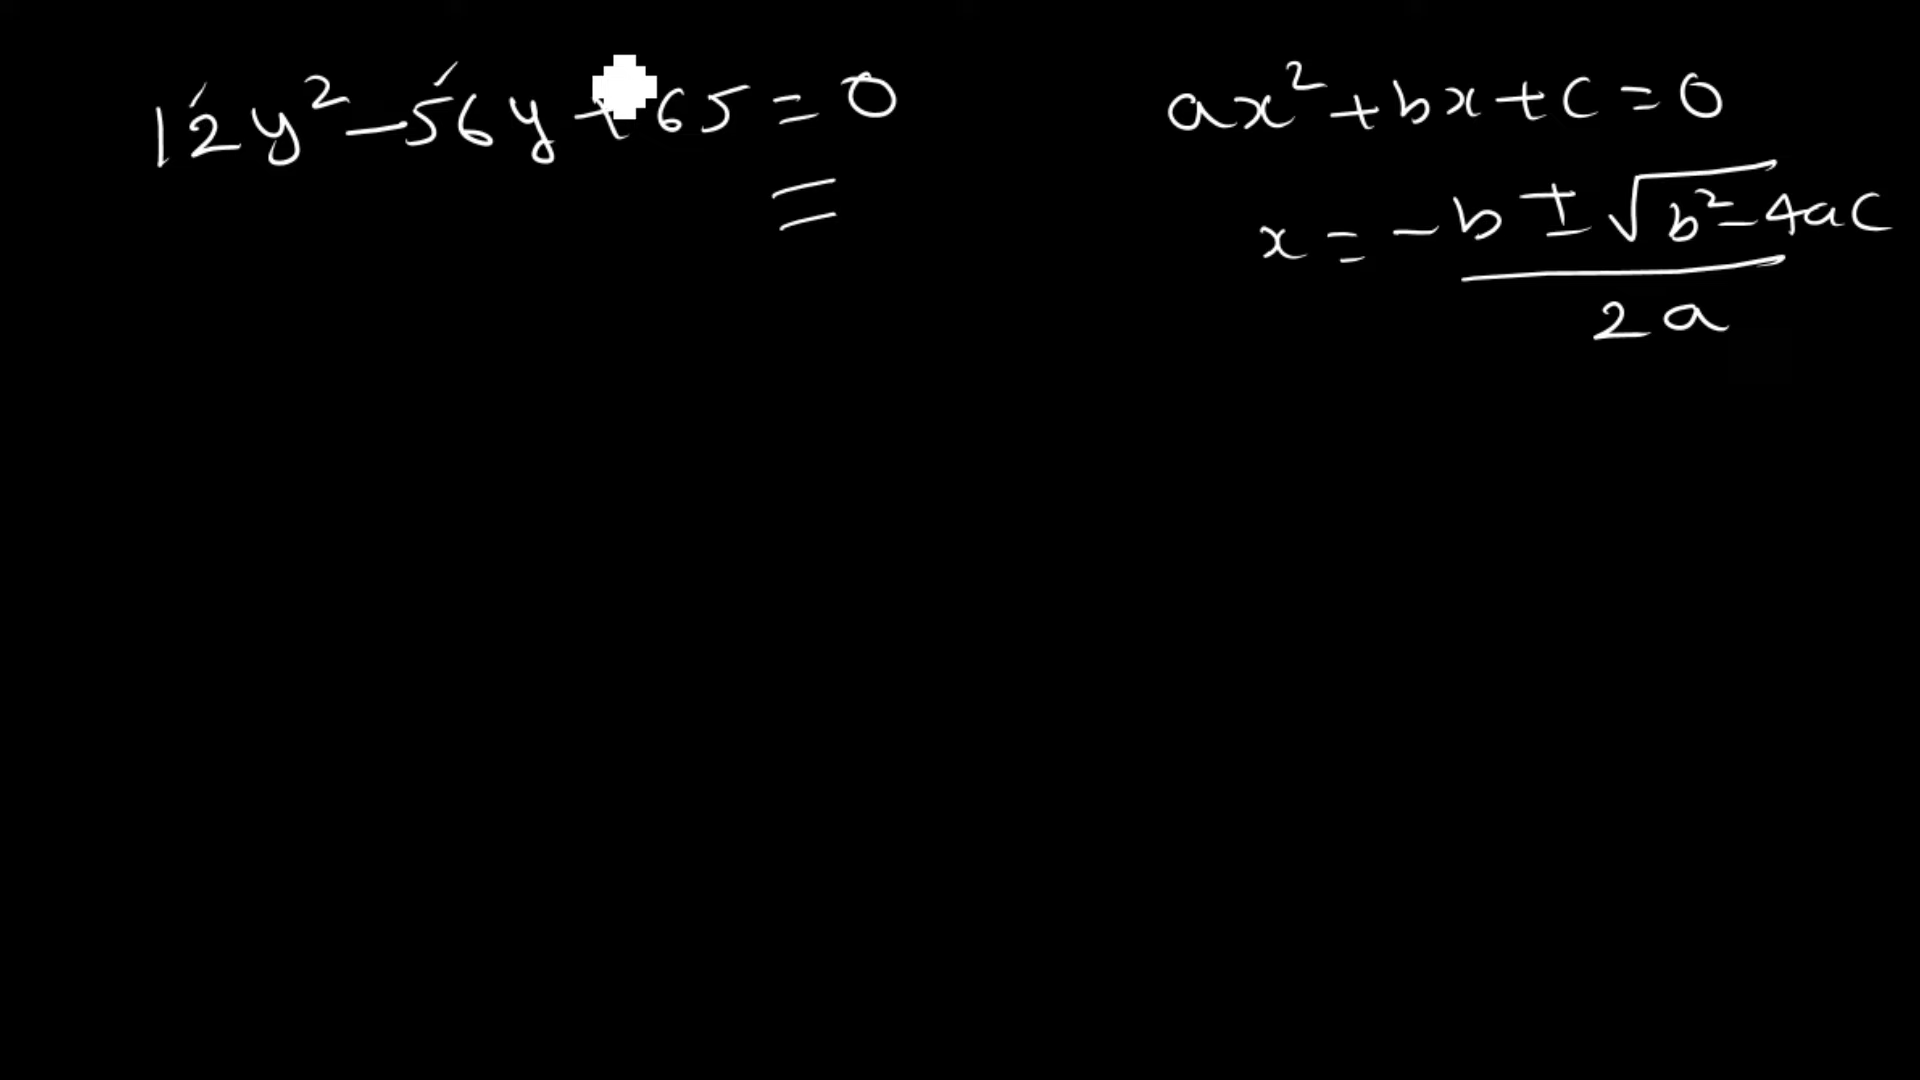 12y² - 56y + 65 = 0
=
ax² + bx + c = 0
x = -b ± √b² - 4ac
2a